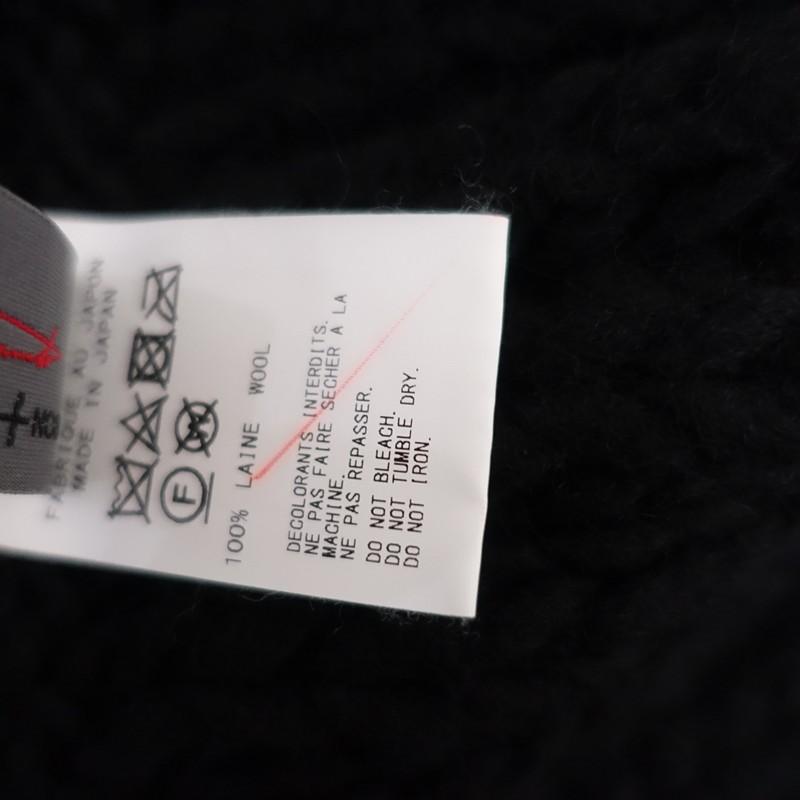 FABRIQUE AU JAPON
MADE IN JAPAN
F
W
100% LAINE WOOL
DECOLORANTS INTERDITS.
NE PAS FAIRE SECHER A LA
MACHINE.
NE PAS REPASSER.
DO NOT BLEACH.
DO NOT TUMBLE DRY.
DO NOT IRON.